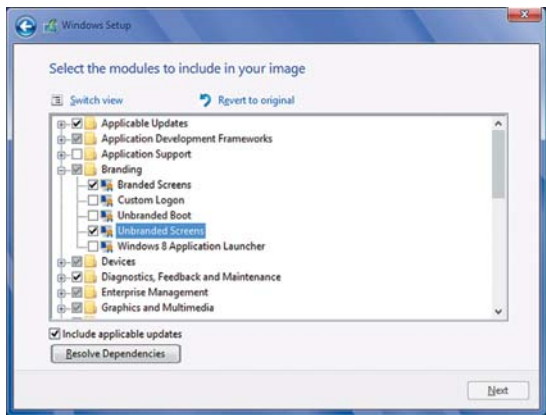 Windows Setup
Select the modules to include in your image
Switch view Revert to original
Applicable Updates
Application Development Frameworks
Application Support
Branding
Branded Screens
Custom Logon
Unbranded Boot
Unbranded Screens
Windows 8 Application Launcher
Devices
Diagnostics, Feedback and Maintenance
Enterprise Management
Graphics and Multimedia
Include applicable updates
Resolve Dependencies
Next